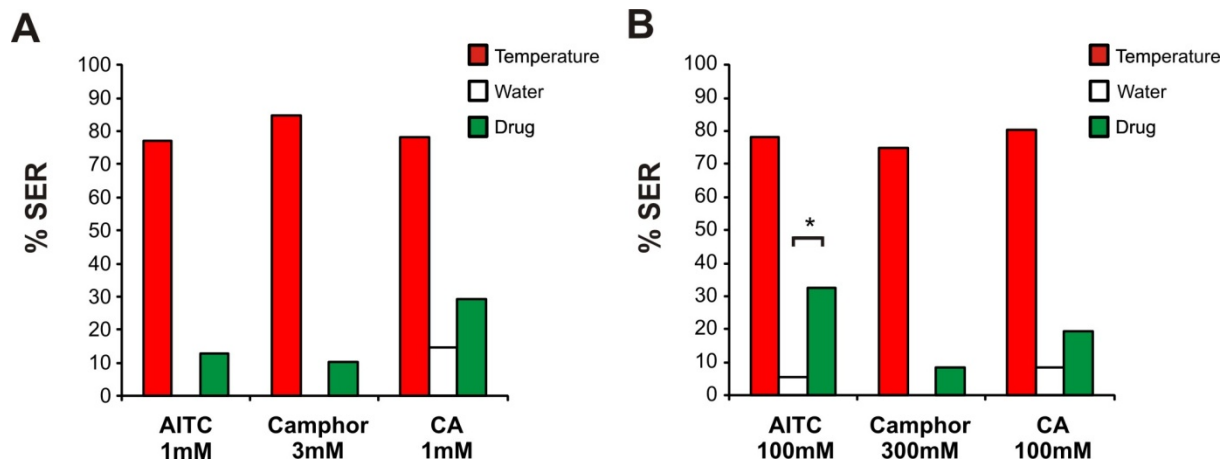 A
% SER
100
90
80
70
60
50
40
30
20
10
0
Temperature
Water
Drug
AITC Camphor CA
1mM 3mM 1mM
B
% SER
100
90
80
70
60
50
40
30
20
10
0
Temperature
Water
Drug
*
AITC Camphor CA
100mM 300mM 100mM